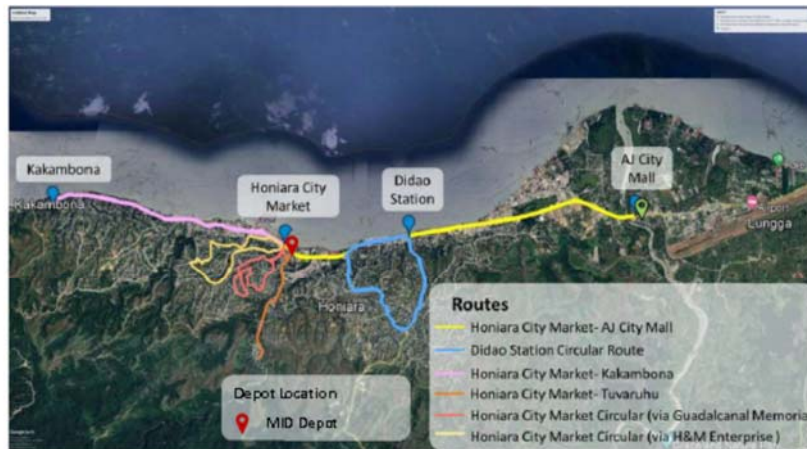 Kakambona
Kakambona
Honiara City
Market
Didao
Station
AJ City
Mall
Lungga
Honiara
Depot Location
MID Depot
Routes
Honiara City Market- AJ City Mall
Didao Station Circular Route
Honiara City Market- Kakambona
Honiara City Market- Tuvaruhu
Honiara City Market Circular (via Guadalcanal Memoria
Honiara City Market Circular (via H&M Enterprise )